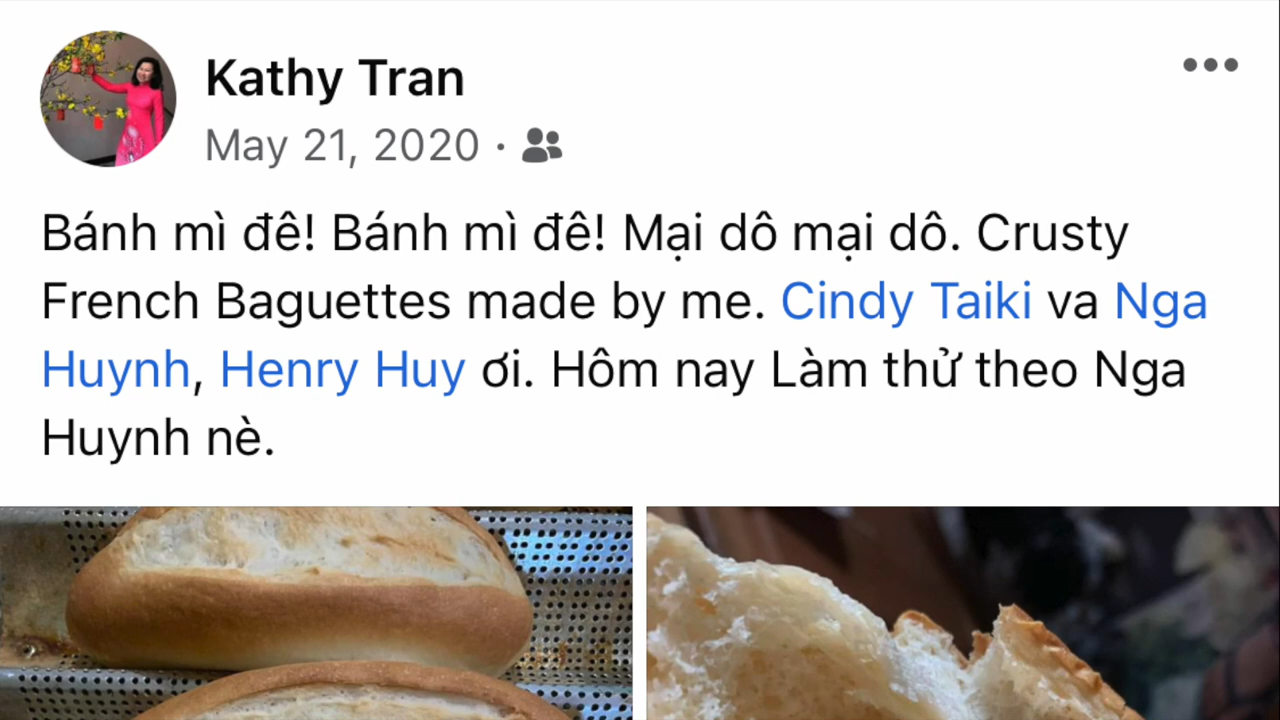 Kathy Tran
May 21, 2020 ·
Bánh mì đê! Bánh mì đê! Mại dô mại dô. Crusty
French Baguettes made by me. Cindy Taiki va Nga
Huynh, Henry Huy ơi. Hôm nay Làm thử theo Nga
Huynh nè.